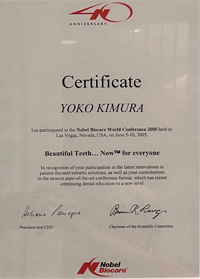 40
ANNIVERSARY
Certificate
YOKO KIMURA
has participated in the Nobel Biocare World Conference 2005 held in
Las Vegas, Nevada, USA, on June 5-10, 2005.
Beautiful Teeth… Now™ for everyone
In recognition of your participation in the latest innovations in
patient-focused esthetic solutions, as well as your contributions
to the newest state-of-the-art conference format, which has raised
continuing dental education to a new level.
President and CEO Chairman of the Scientific Committee
Nobel
Biocare™